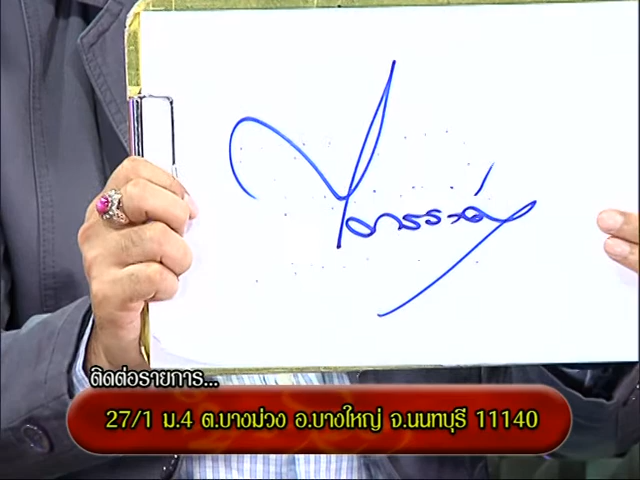 ติดต่อรายการ...
27/1 ม.4 ต.บางม่วง อ.บางใหญ่ จ.นนทบุรี 11140